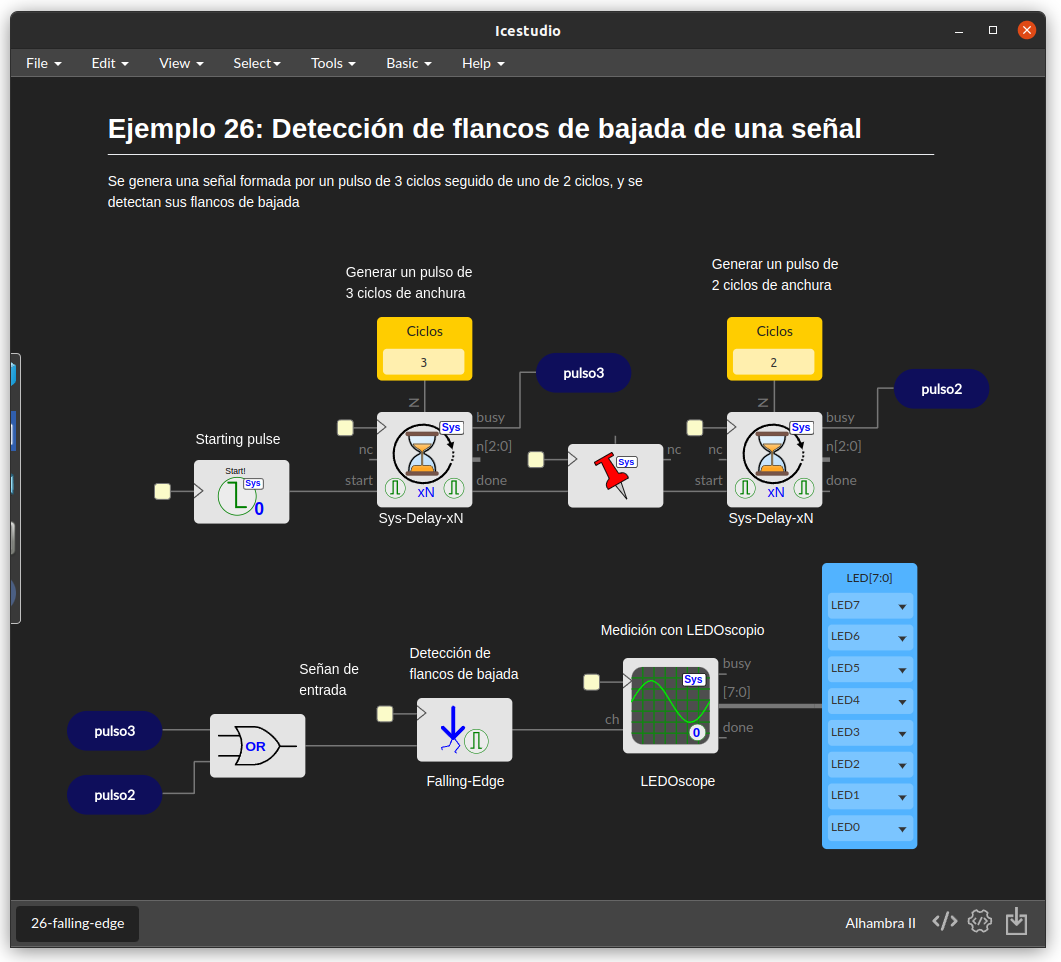 Icestudio
File Edit View Select Tools Basic Help
Ejemplo 26: Detección de flancos de bajada de una señal
Se genera una señal formada por un pulso de 3 ciclos seguido de uno de 2 ciclos, y se
detectan sus flancos de bajada
Generar un pulso de
3 ciclos de anchura
Generar un pulso de
2 ciclos de anchura
Ciclos
3
Ciclos
2
pulso3
pulso2
Starting pulse
Start!
Sys
0
N
nc
start
Sys
xN
busy
n[2:0]
done
Sys-Delay-xN
Sys
nc
N
nc
start
Sys
xN
busy
n[2:0]
done
Sys-Delay-xN
pulso3
pulso2
Señan de
entrada
OR
Detección de
flancos de bajada
Falling-Edge
Medición con LEDOscopio
ch
Sys
0
busy
[7:0]
done
LEDOscope
LED[7:0]
LED7
LED6
LED5
LED4
LED3
LED2
LED1
LED0
26-falling-edge
Alhambra II